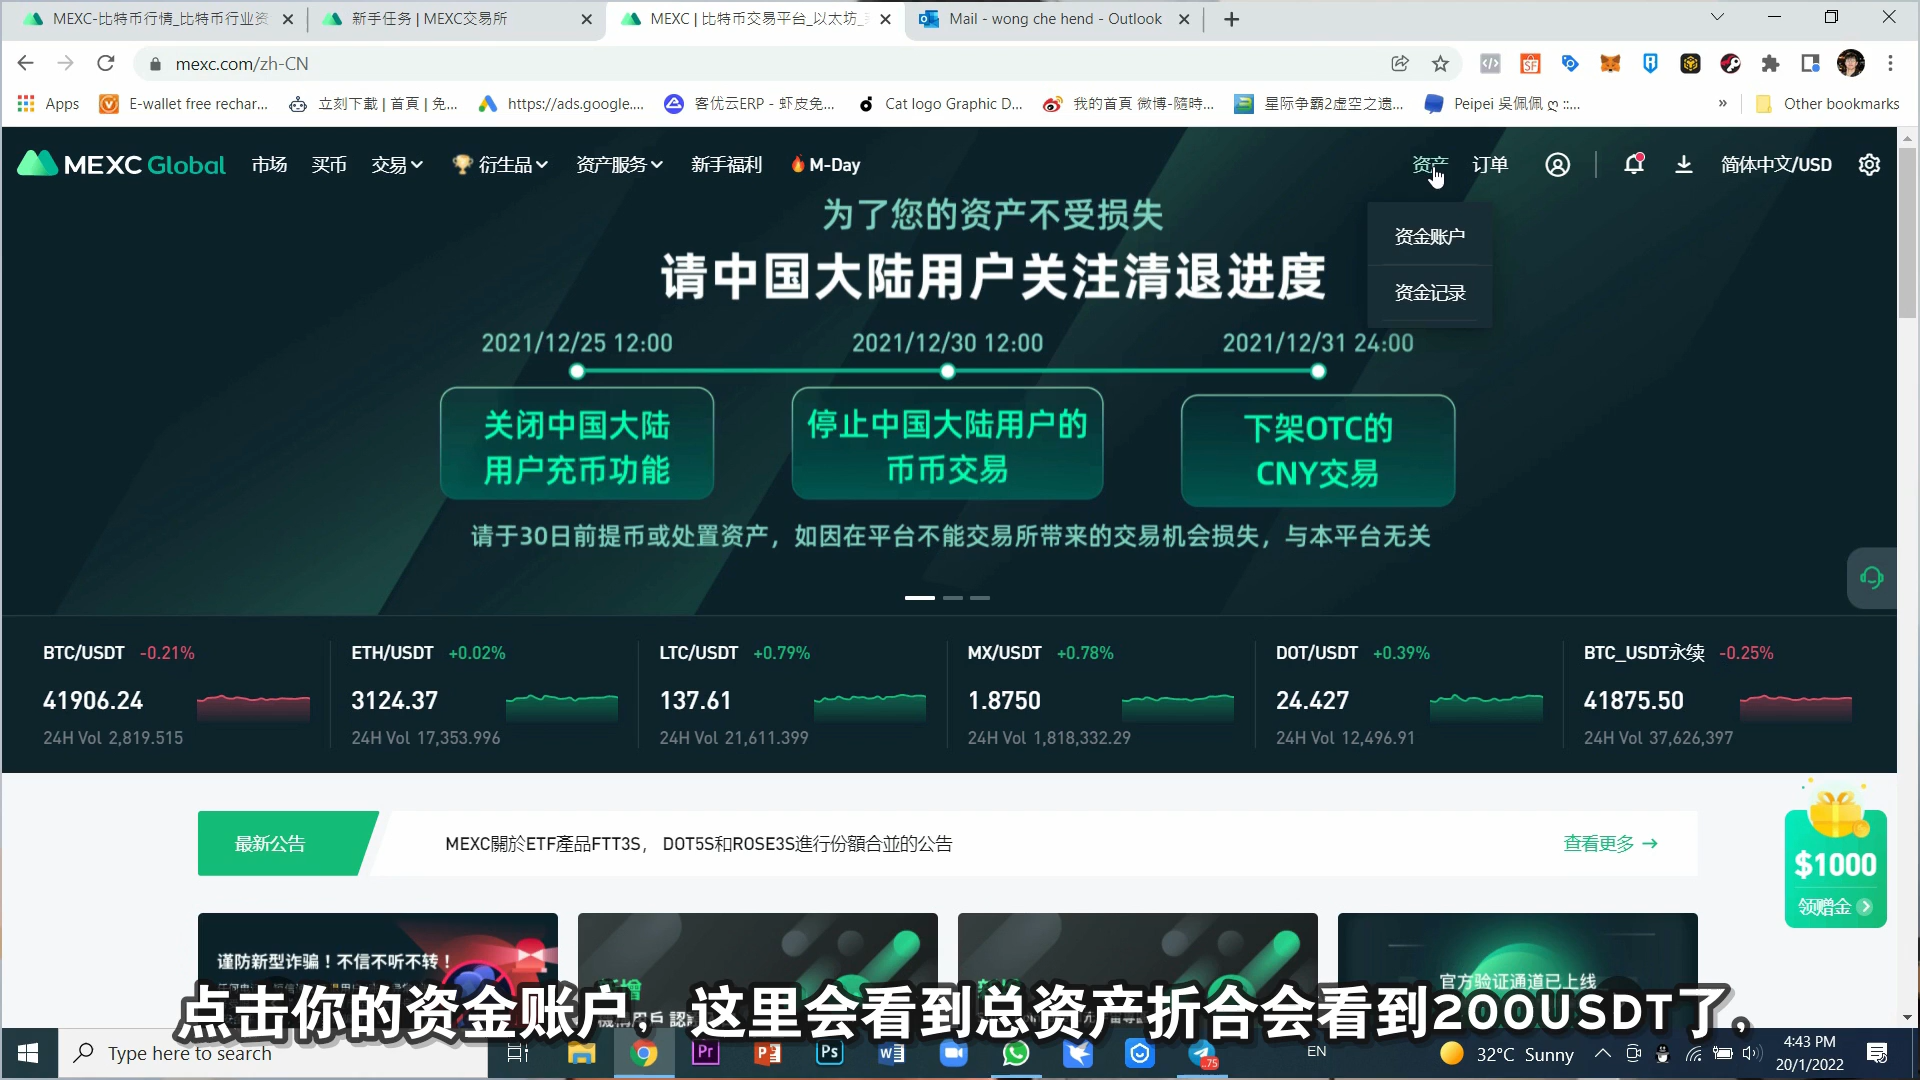 MEXC-比特币行情_比特币行业资
新手任务 | MEXC交易所
MEXC | 比特币交易平台_以太坊_
Mail - wong che hend - Outlook
mexc.com/zh-CN
Apps
E-wallet free rechar...
立刻下載 | 首頁 | 免...
https://ads.google....
客优云ERP - 虾皮免...
Cat logo Graphic D...
我的首頁 微博-隨時...
星际争霸2虚空之遗...
Peipei 吳佩佩 ღ ::...
»
Other bookmarks
MEXC Global
市场
买币
交易
衍生品
资产服务
新手福利
M-Day
资产
订单
简体中文/USD
资金账户
资金记录
为了您的资产不受损失
请中国大陆用户关注清退进度
2021/12/25 12:00
2021/12/30 12:00
2021/12/31 24:00
关闭中国大陆
用户充币功能
停止中国大陆用户的
币币交易
下架OTC的
CNY交易
请于30日前提币或处置资产，如因在平台不能交易所带来的交易机会损失，与本平台无关
BTC/USDT -0.21%
41906.24
24H Vol 2,819.515
ETH/USDT +0.02%
3124.37
24H Vol 17,353.996
LTC/USDT +0.79%
137.61
24H Vol 21,611.399
MX/USDT +0.78%
1.8750
24H Vol 1,818,332.29
DOT/USDT +0.39%
24.427
24H Vol 12,496.91
BTC_USDT永续 -0.25%
41875.50
24H Vol 37,626,397
最新公告
MEXC關於ETF產品FTT3S， DOT5S和ROSE3S進行份額合並的公告
查看更多 →
$1000
领赠金
谨防新型诈骗！不信不听不转！
官方验证通道已上线
点击你的资金账户，这里会看到总资产折合会看到200USDT了，
Type here to search
Pr
Ps
.75
EN
32°C Sunny
4:43 PM
20/1/2022